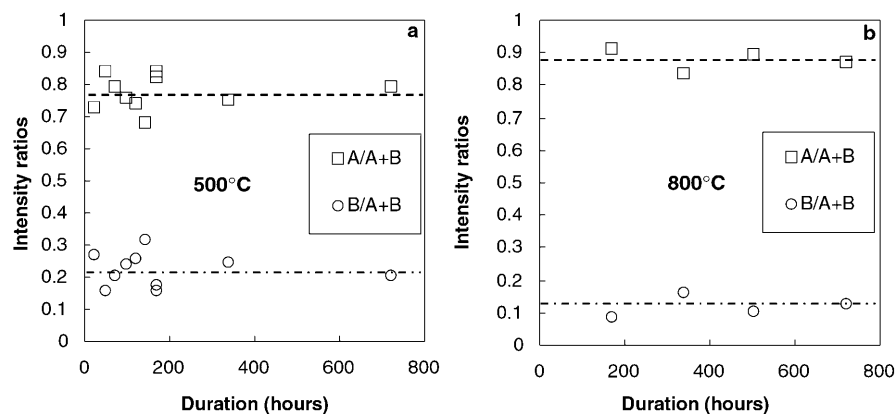 a
1
0.9
0.8
0.7
0.6
0.5
0.4
0.3
0.2
0.1
0
Intensity ratios
A/A+B
B/A+B
500°C
0 200 400 600 800
Duration (hours)
b
1
0.9
0.8
0.7
0.6
0.5
0.4
0.3
0.2
0.1
0
Intensity ratios
A/A+B
B/A+B
800°C
0 200 400 600 800
Duration (hours)